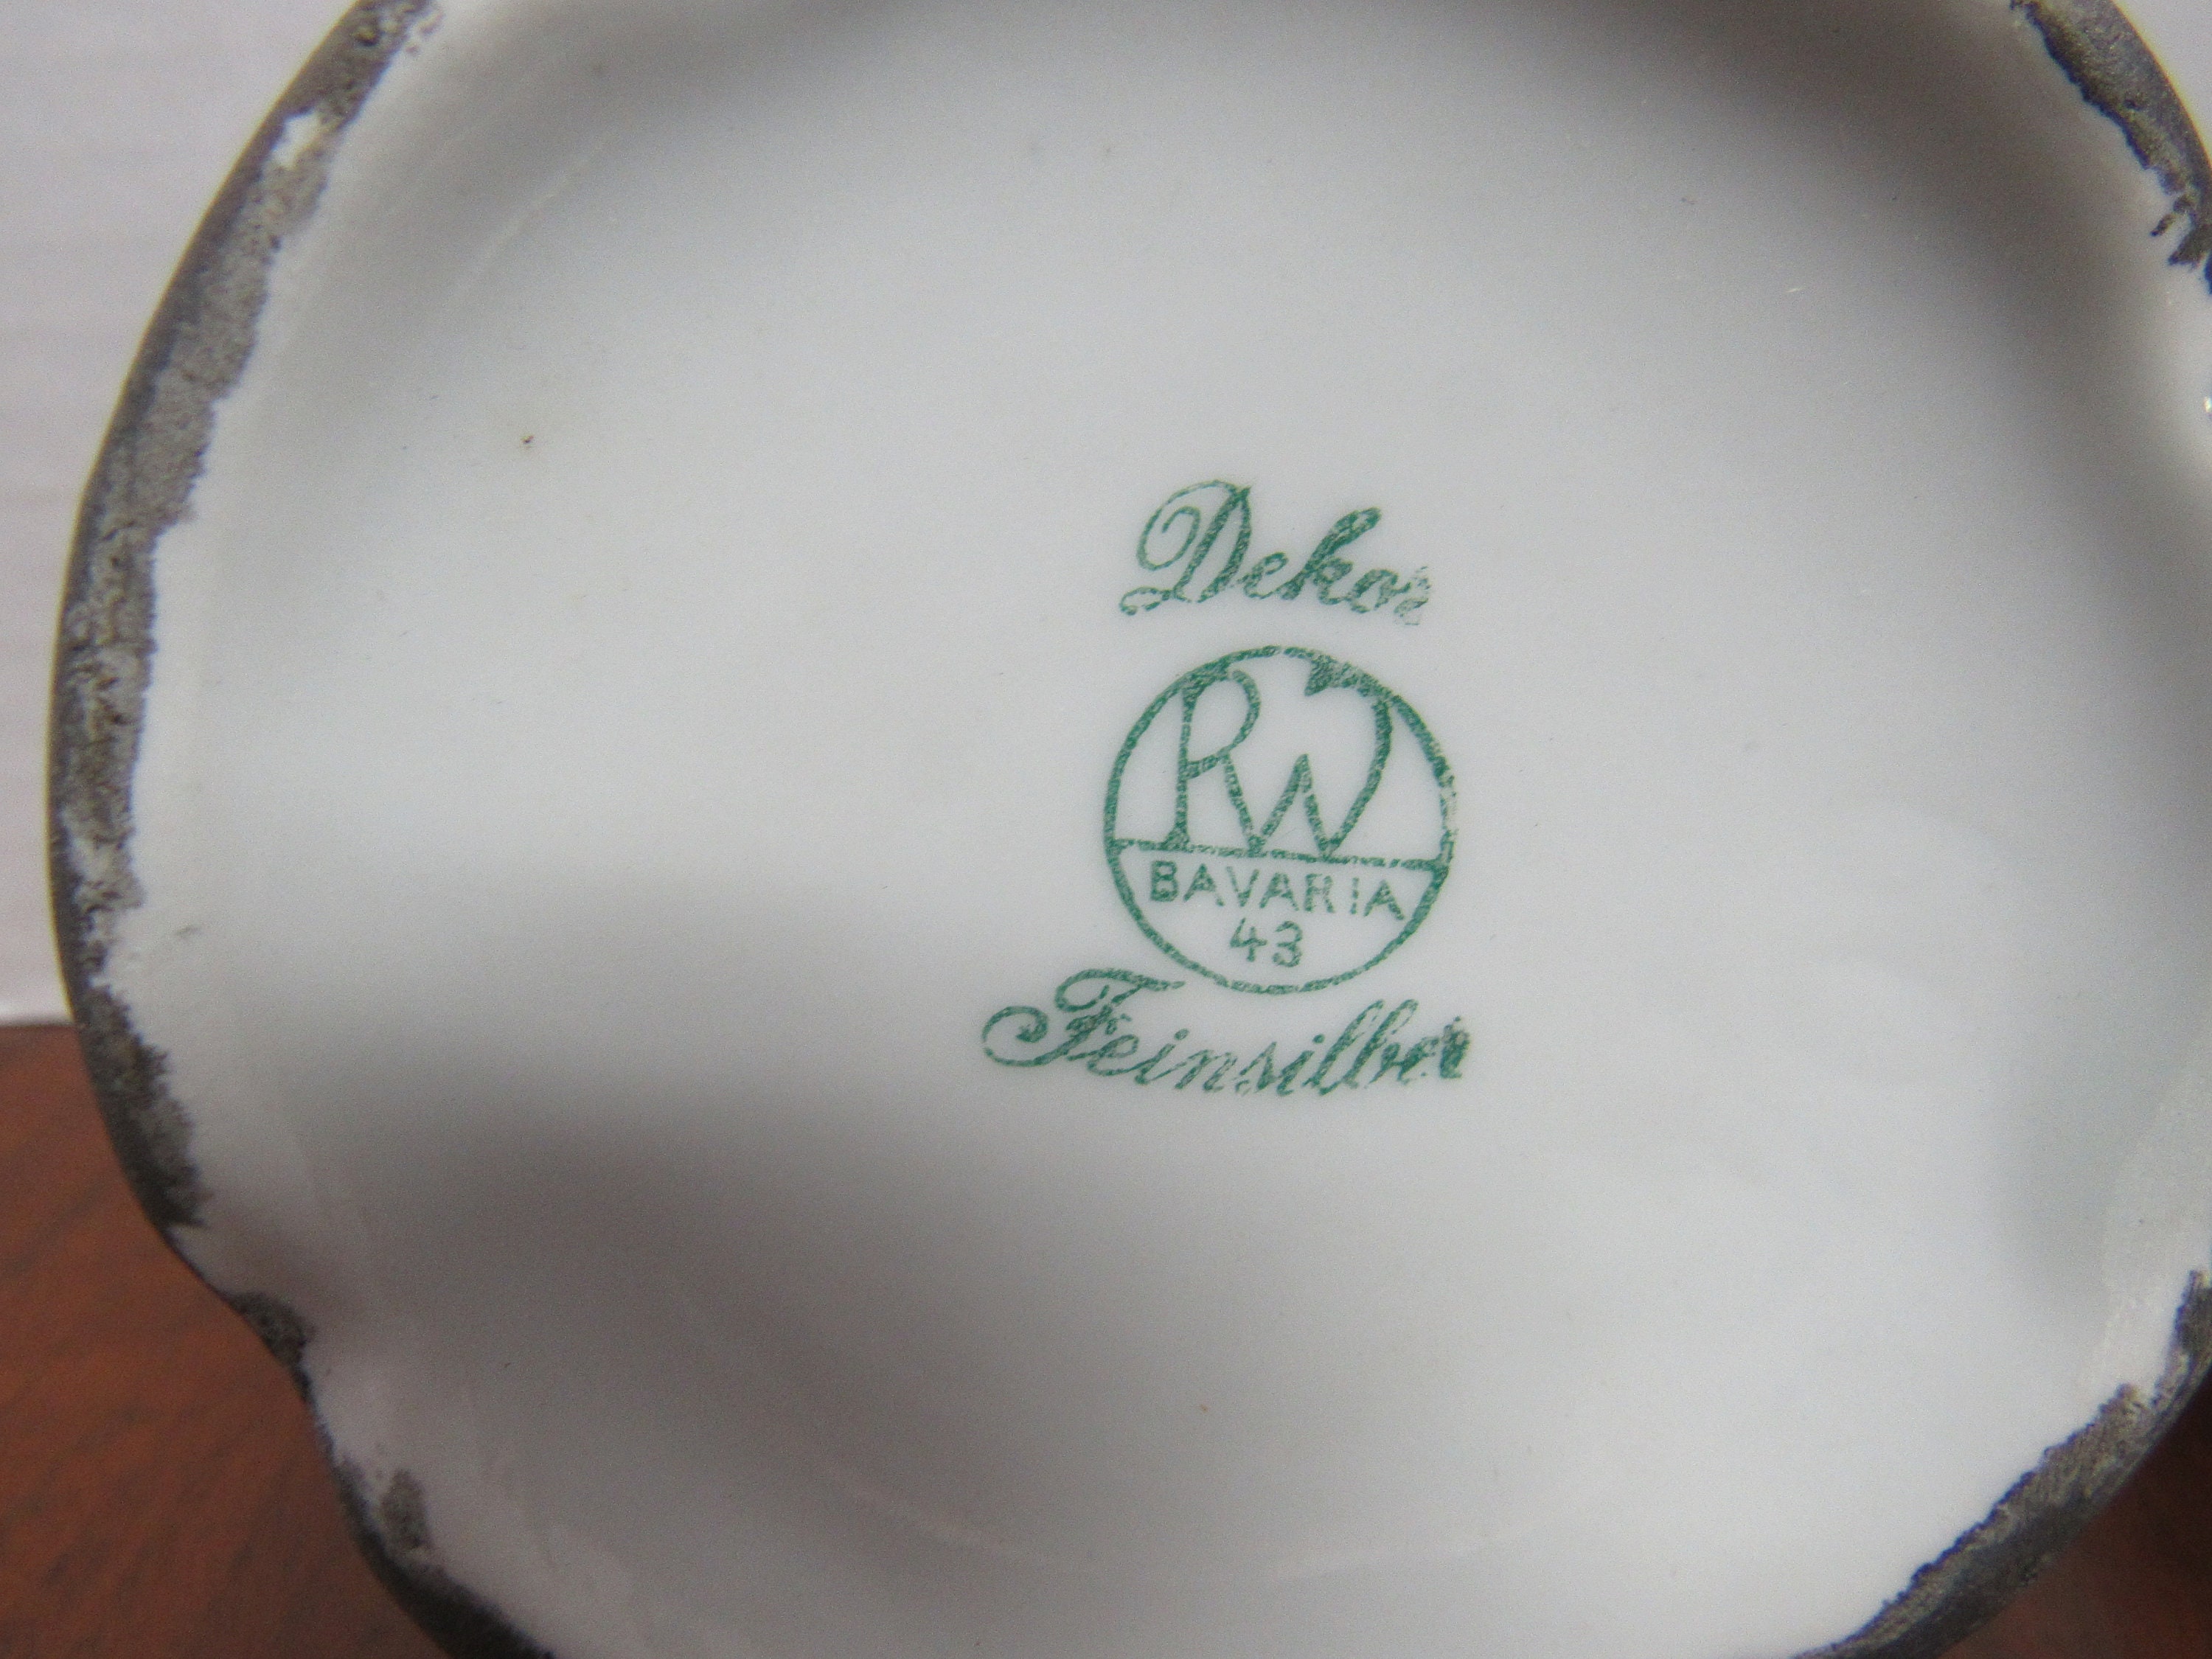 Dekor
RW
BAVARIA
43
Feinsilber